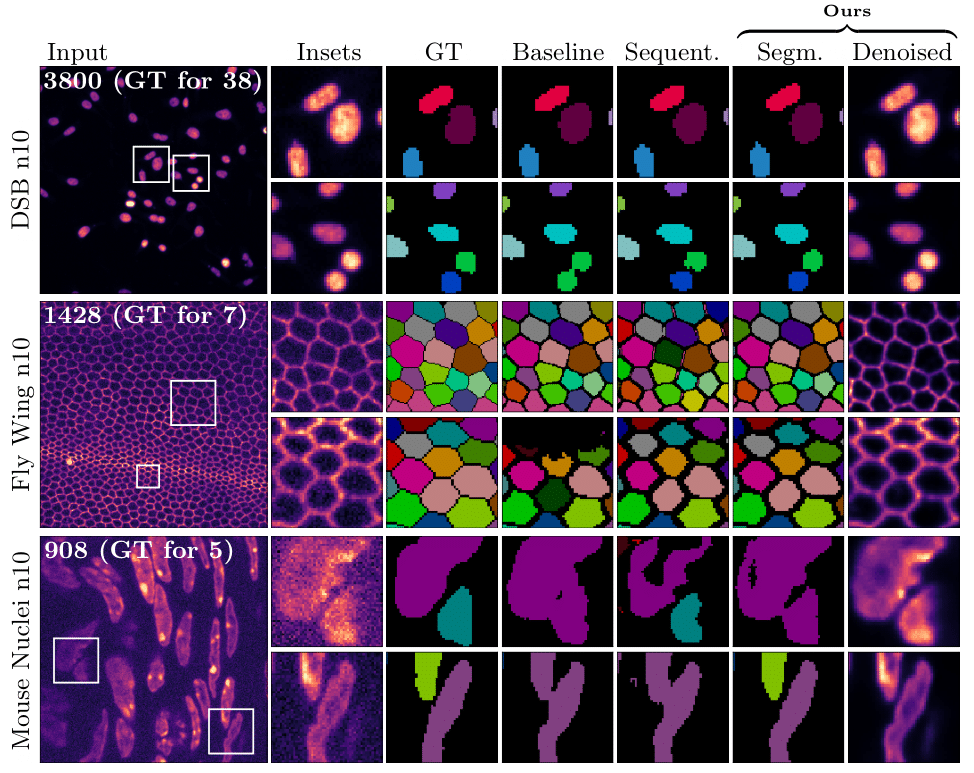 Ours
Input Insets GT Baseline Sequent. Segm. Denoised
DSB n10
3800 (GT for 38)
Fly Wing n10
1428 (GT for 7)
Mouse Nuclei n10
908 (GT for 5)